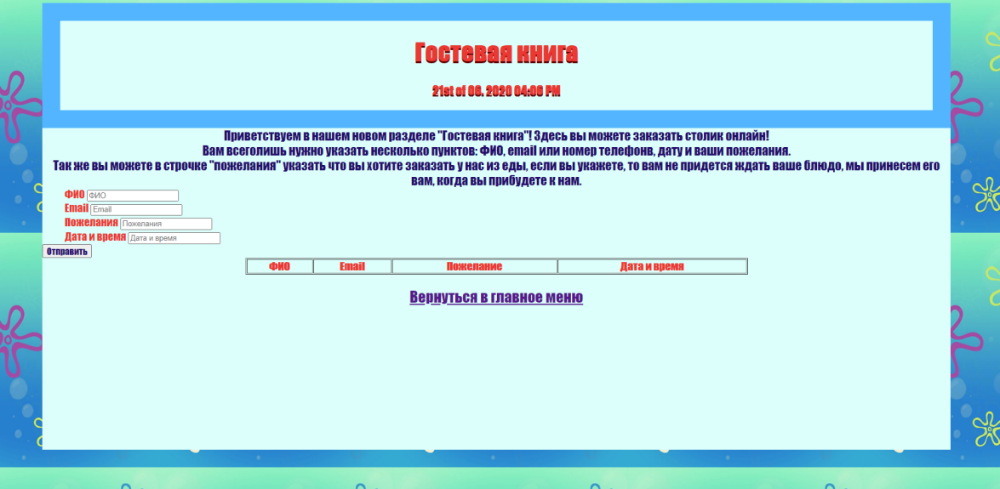 Гостевая книга
21st of 06. 2020 04:06 PM
Приветствуем в нашем новом разделе "Гостевая книга"! Здесь вы можете заказать столик онлайн!
Вам всеголишь нужно указать несколько пунктов: ФИО, email или номер телефонв, дату и ваши пожелания.
Так же вы можете в строчке "пожелания" указать что вы хотите заказать у нас из еды, если вы укажете, то вам не придется ждать ваше блюдо, мы принесем его
вам, когда вы прибудете к нам.
ФИО ФИО
Email Email
Пожелания Пожелания
Дата и время Дата и время
Отправить
ФИО Email Пожелание Дата и время
Вернуться в главное меню